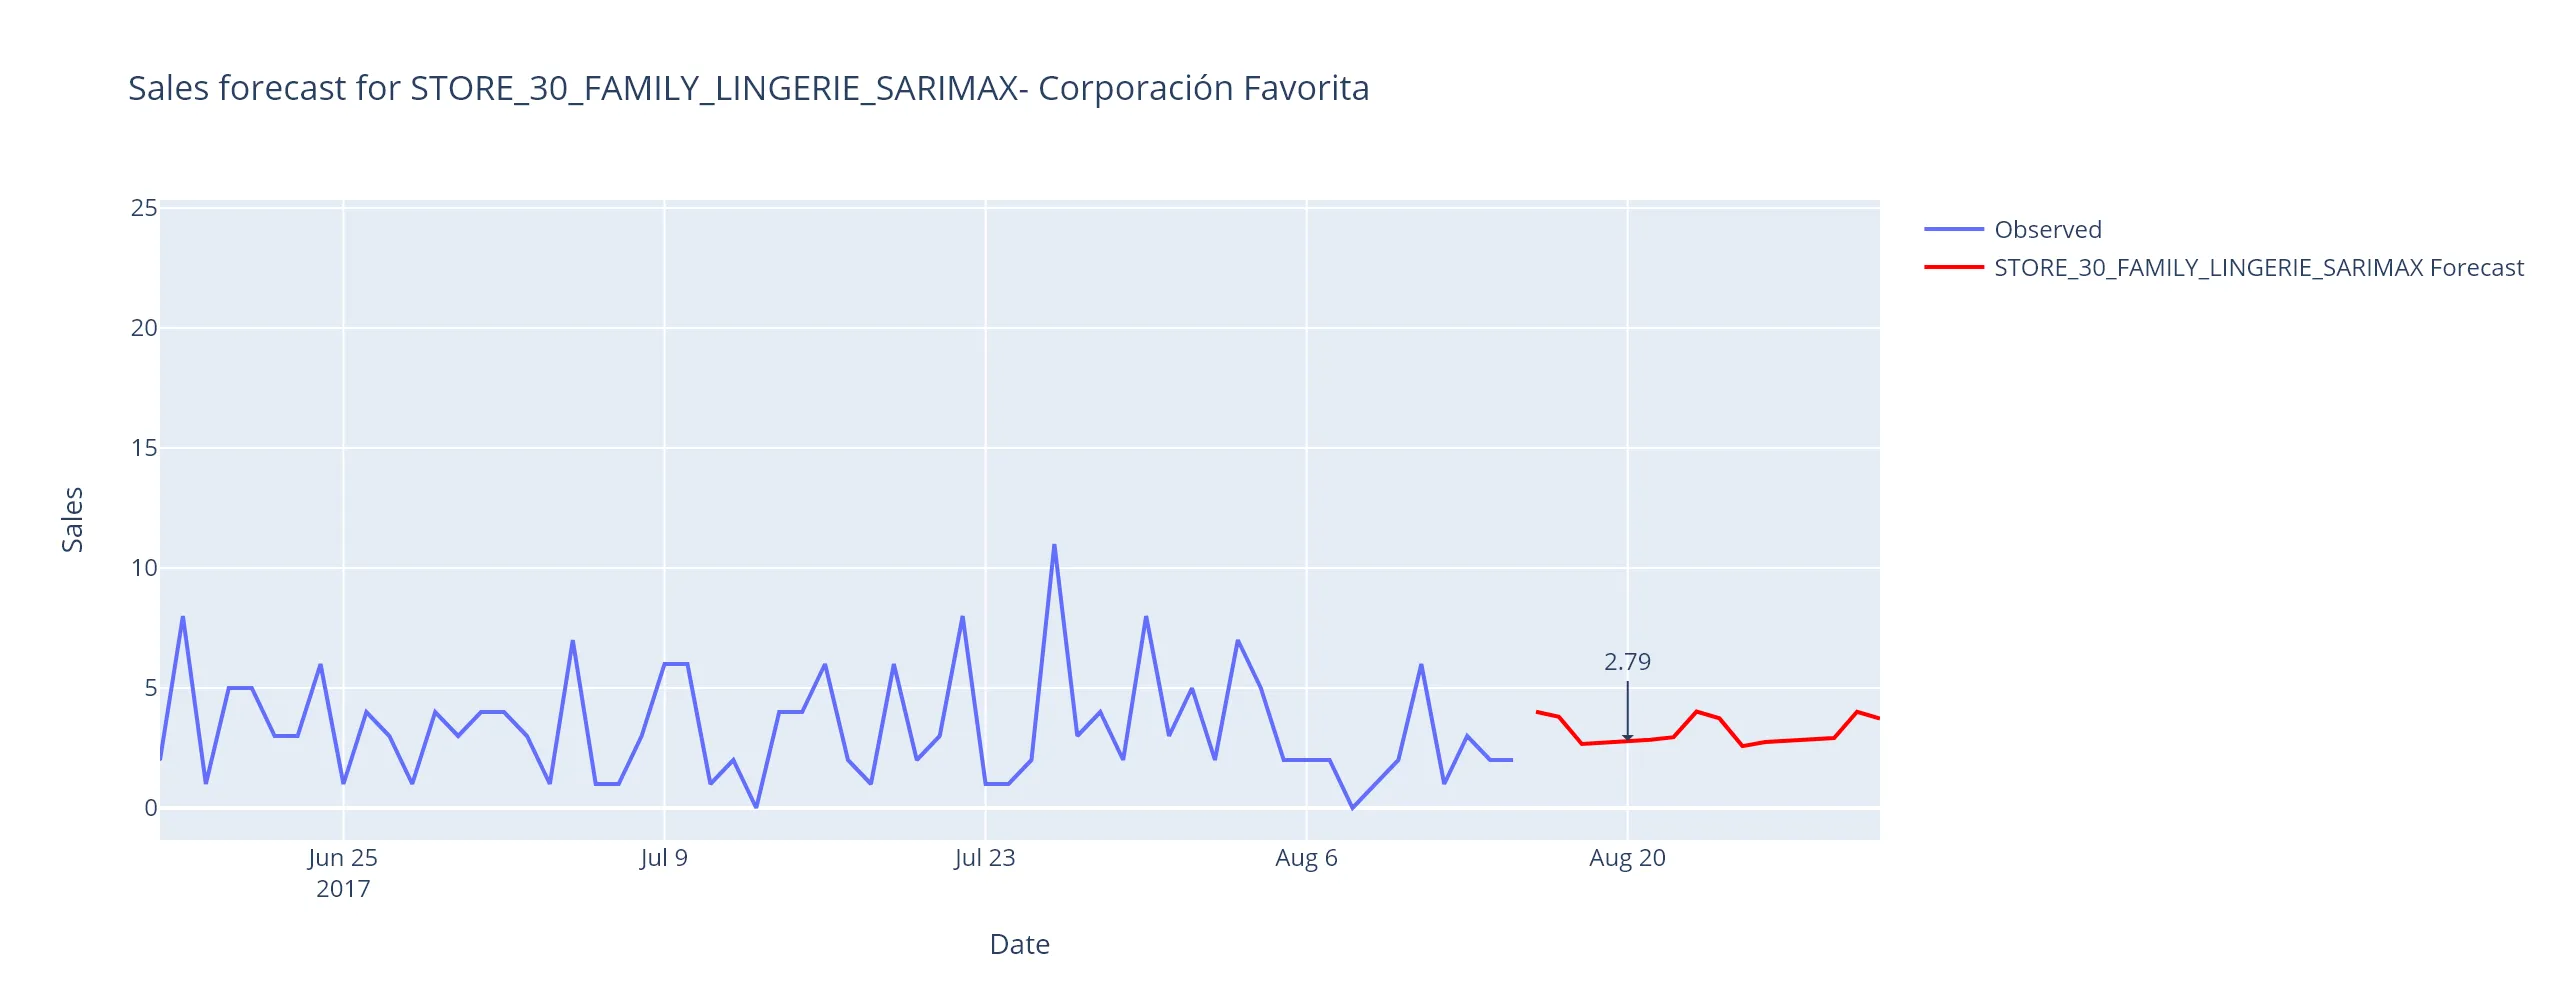 Sales forecast for STORE_30_FAMILY_LINGERIE_SARIMAX- Corporación Favorita
25
20
15
10
5
0
Sales
Observed
STORE_30_FAMILY_LINGERIE_SARIMAX Forecast
2.79
Jun 25
2017
Jul 9
Jul 23
Aug 6
Aug 20
Date